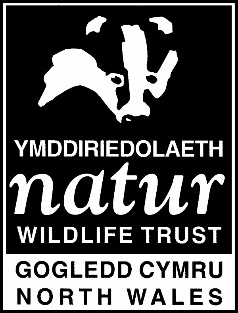 YMDDIRIEDOLAETH
natur
WILDLIFE TRUST
GOGLEDD CYMRU
NORTH WALES